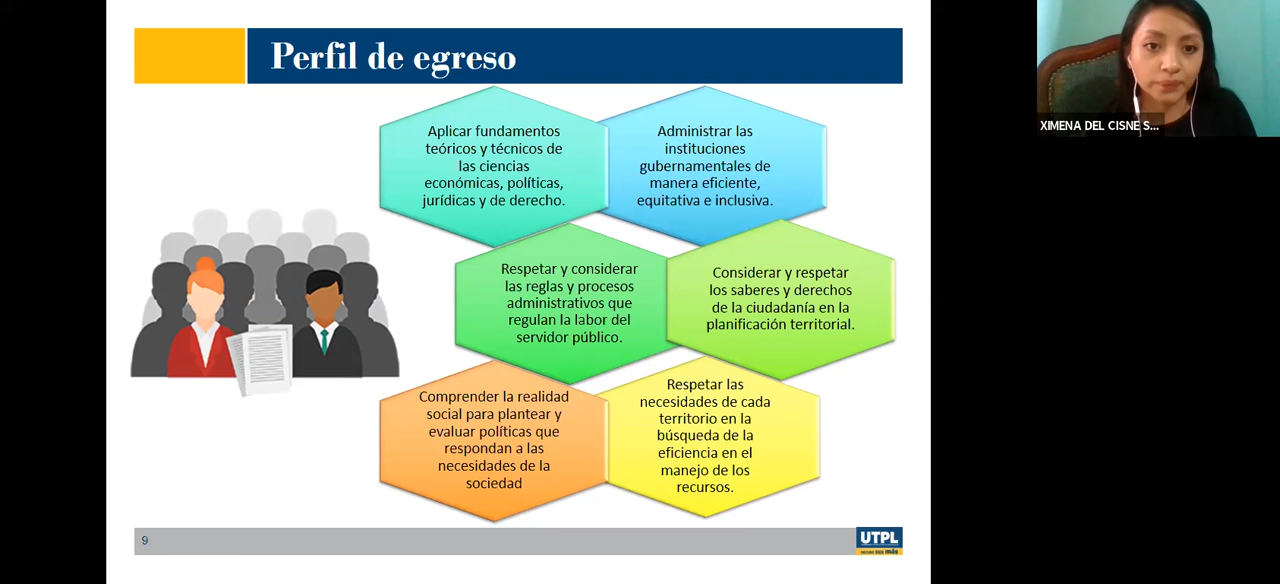 Perfil de egreso
Aplicar fundamentos
teóricos y técnicos de
las ciencias
económicas, políticas,
jurídicas y de derecho.
Administrar las
instituciones
gubernamentales de
manera eficiente,
equitativa e inclusiva.
Respetar y considerar
las reglas y procesos
administrativos que
regulan la labor del
servidor público.
Considerar y respetar
los saberes y derechos
de la ciudadanía en la
planificación territorial.
Comprender la realidad
social para plantear y
evaluar políticas que
respondan a las
necesidades de la
sociedad
Respetar las
necesidades de cada
territorio en la
búsqueda de la
eficiencia en el
manejo de los
recursos.
9
UTPL
DECIDE SER más
XIMENA DEL CISNE S...